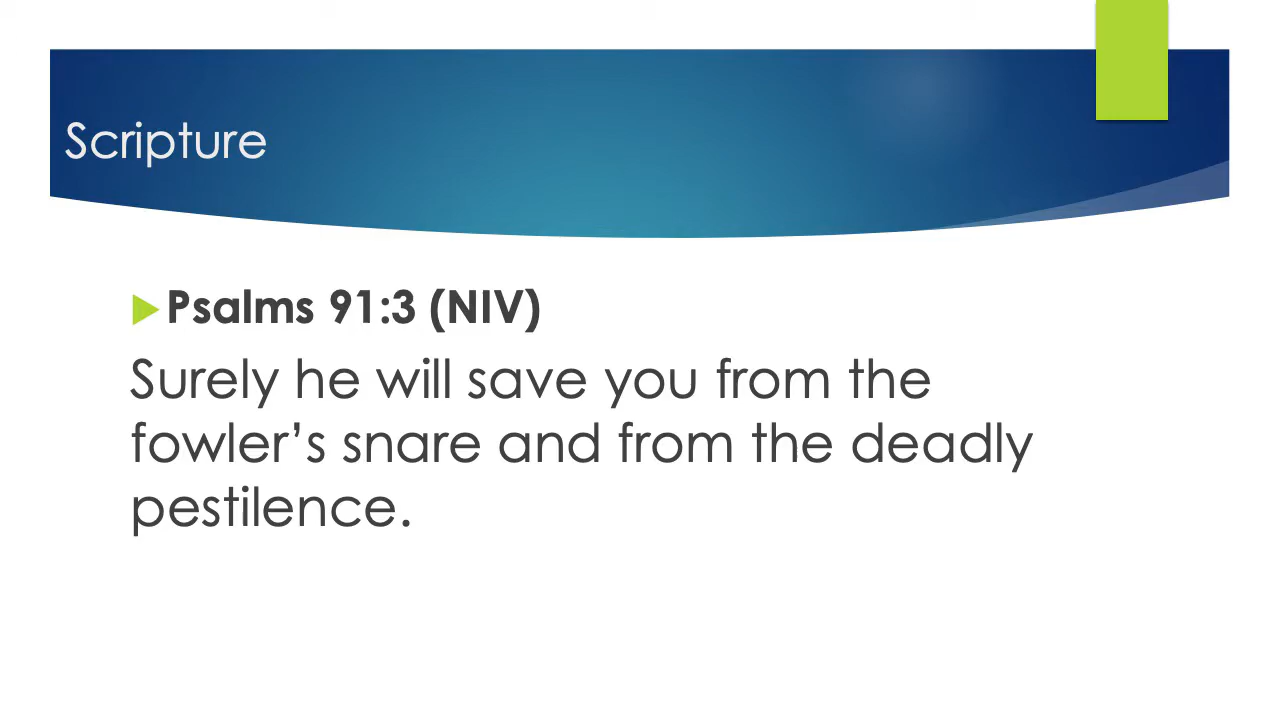 Scripture
Psalms 91:3 (NIV)
Surely he will save you from the
fowler’s snare and from the deadly
pestilence.